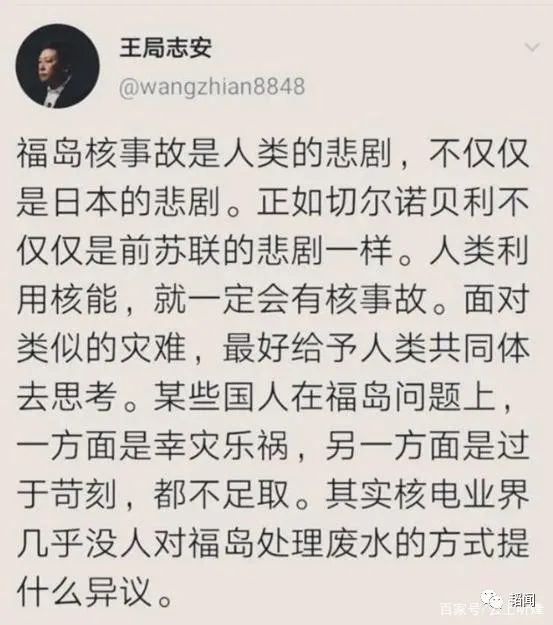 王局志安
@wangzhian8848
福岛核事故是人类的悲剧，不仅仅
是日本的悲剧。正如切尔诺贝利不
仅仅是前苏联的悲剧一样。人类利
用核能，就一定会有核事故。面对
类似的灾难，最好给予人类共同体
去思考。某些国人在福岛问题上，
一方面是幸灾乐祸，另一方面是过
于苛刻，都不足取。其实核电业界
几乎没人对福岛处理废水的方式提
什么异议。
韬闻
百家号/